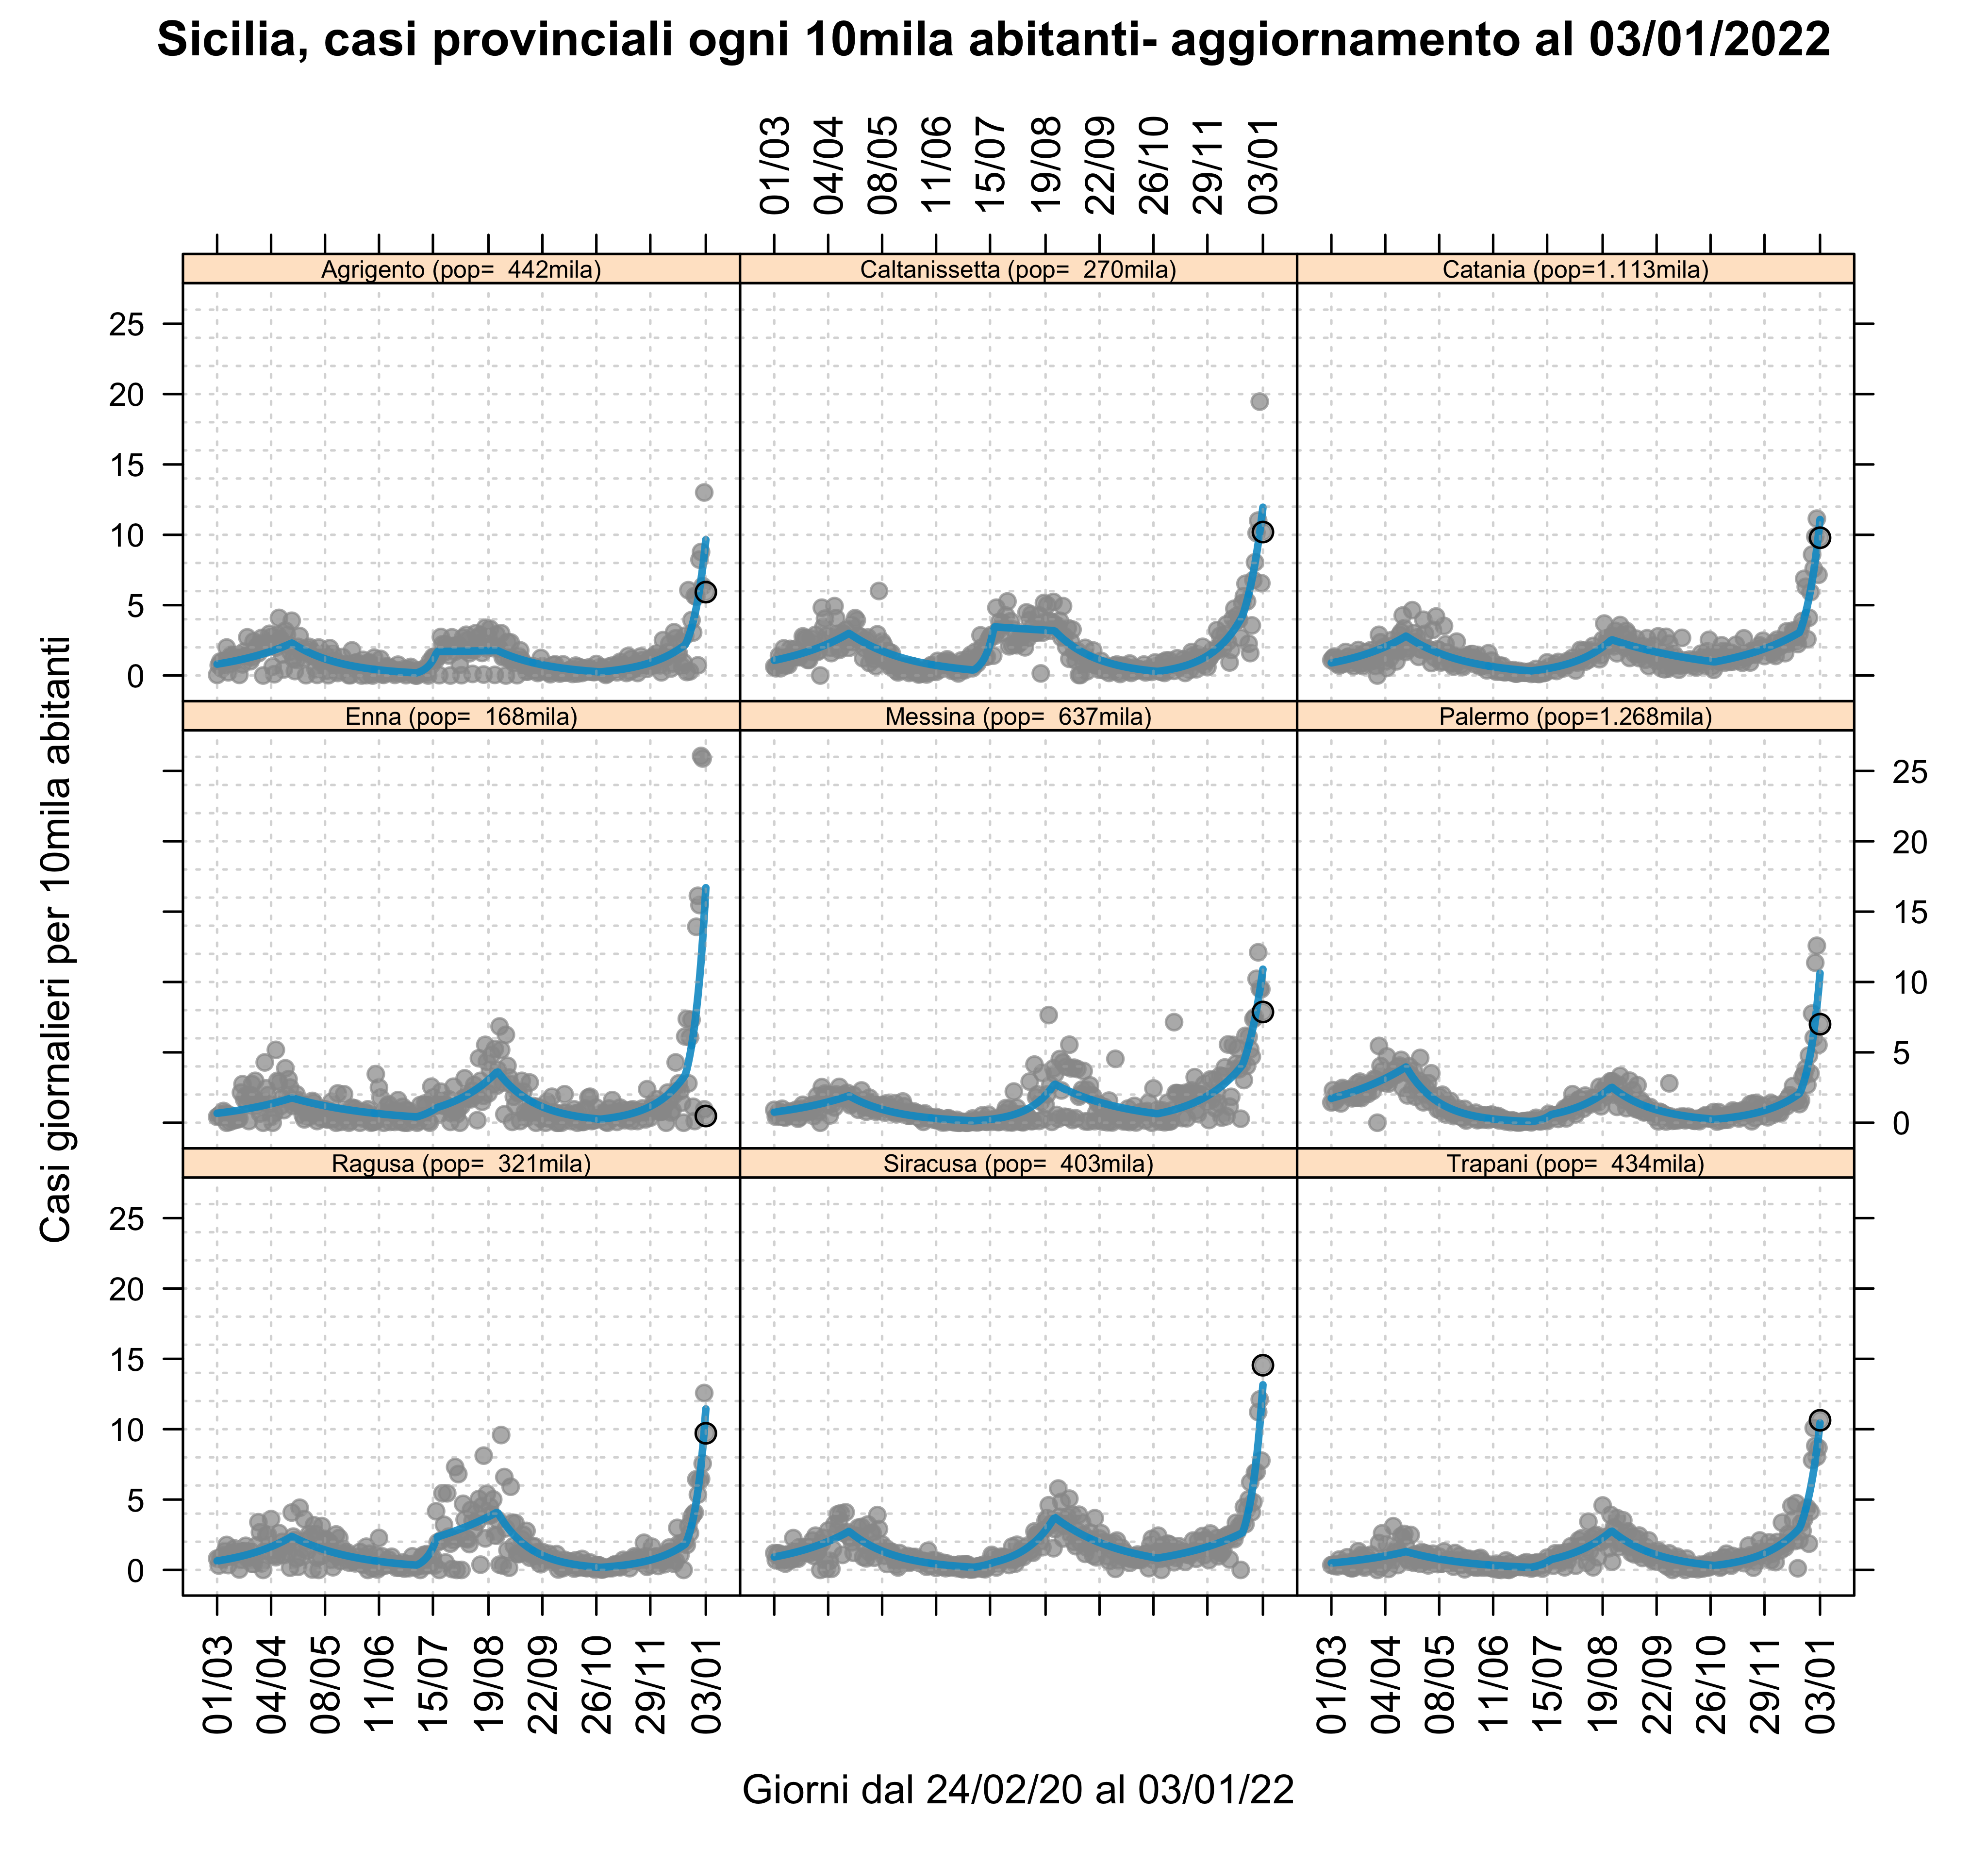 Sicilia, casi provinciali ogni 10mila abitanti- aggiornamento al 03/01/2022
01/03 04/04 08/05 11/06 15/07 19/08 22/09 26/10 29/11 03/01
Agrigento (pop=  442mila)
Caltanissetta (pop=  270mila)
Catania (pop=1.113mila)
25
20
15
10
5
0
Casi giornalieri per 10mila abitanti
Enna (pop=  168mila)
Messina (pop=  637mila)
Palermo (pop=1.268mila)
25
20
15
10
5
0
Ragusa (pop=  321mila)
Siracusa (pop=  403mila)
Trapani (pop=  434mila)
25
20
15
10
5
0
01/03 04/04 08/05 11/06 15/07 19/08 22/09 26/10 29/11 03/01
01/03 04/04 08/05 11/06 15/07 19/08 22/09 26/10 29/11 03/01
Giorni dal 24/02/20 al 03/01/22